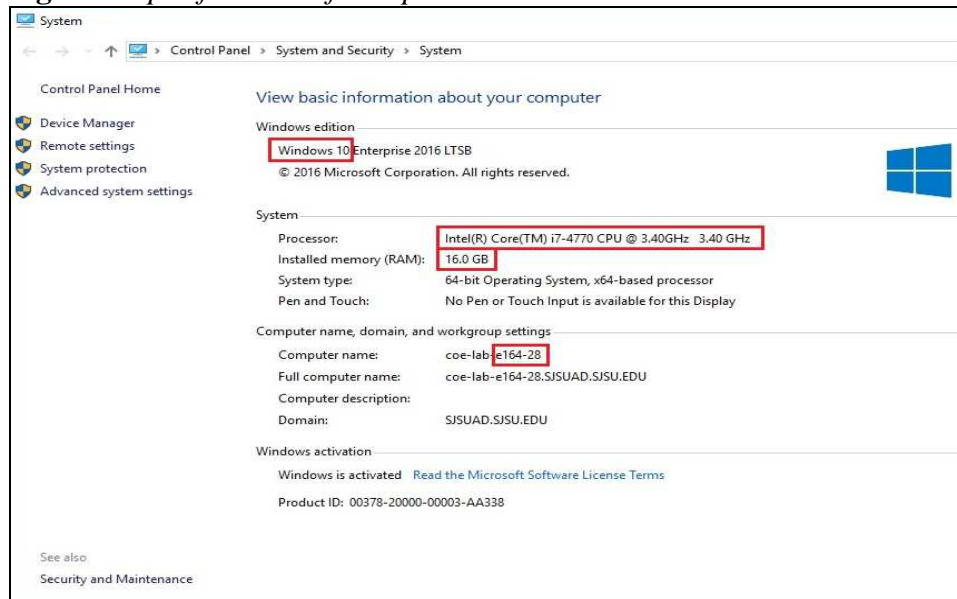 System
Control Panel > System and Security > System
Control Panel Home
Device Manager
Remote settings
System protection
Advanced system settings
View basic information about your computer
Windows edition
Windows 10 Enterprise 2016 LTSB
© 2016 Microsoft Corporation. All rights reserved.
System
Processor: Intel(R) Core(TM) i7-4770 CPU @ 3.40GHz 3.40 GHz
Installed memory (RAM): 16.0 GB
System type: 64-bit Operating System, x64-based processor
Pen and Touch: No Pen or Touch Input is available for this Display
Computer name, domain, and workgroup settings
Computer name: coe-lab-e164-28
Full computer name: coe-lab-e164-28.SJSUAD.SJSU.EDU
Computer description:
Domain: SJSUAD.SJSU.EDU
Windows activation
Windows is activated Read the Microsoft Software License Terms
Product ID: 00378-20000-00003-AA338
See also
Security and Maintenance